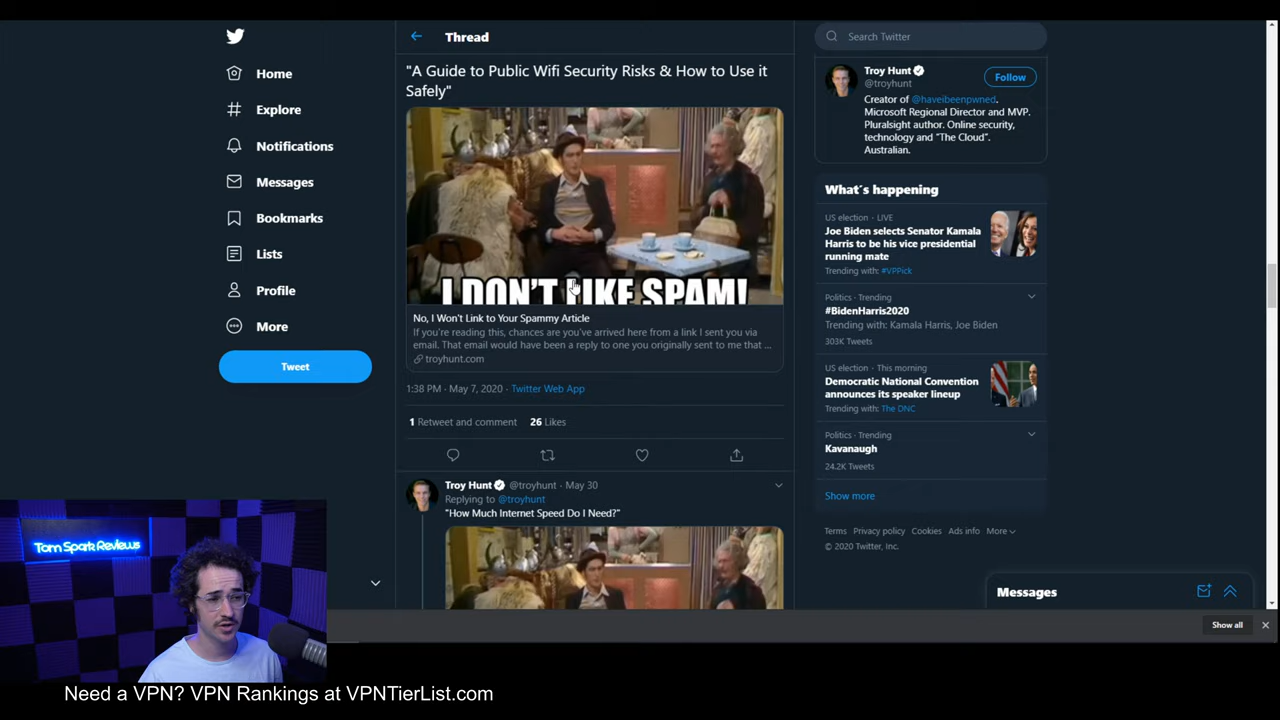 Home
Explore
Notifications
Messages
Bookmarks
Lists
Profile
More
Tweet
Thread
"A Guide to Public Wifi Security Risks & How to Use it
Safely"
I DON'T LIKE SPAM!
No, I Won't Link to Your Spammy Article
If you're reading this, chances are you've arrived here from a link I sent you via
email. That email would have been a reply to one you originally sent to me that ...
troyhunt.com
1:38 PM · May 7, 2020 · Twitter Web App
1 Retweet and comment 26 Likes
Troy Hunt @troyhunt · May 30
Replying to @troyhunt
"How Much Internet Speed Do I Need?"
Search Twitter
Troy Hunt
@troyhunt
Follow
Creator of @haveibeenpwned.
Microsoft Regional Director and MVP.
Pluralsight author. Online security,
technology and "The Cloud".
Australian.
What's happening
US election · LIVE
Joe Biden selects Senator Kamala
Harris to be his vice presidential
running mate
Trending with: #VPPick
Politics · Trending
#BidenHarris2020
Trending with: Kamala Harris, Joe Biden
303K Tweets
US election · This morning
Democratic National Convention
announces its speaker lineup
Trending with: The DNC
Politics · Trending
Kavanaugh
24.2K Tweets
Show more
Terms Privacy policy Cookies Ads info More
© 2020 Twitter, Inc.
Messages
Show all
Tom Spark Reviews
Need a VPN? VPN Rankings at VPNTierList.com